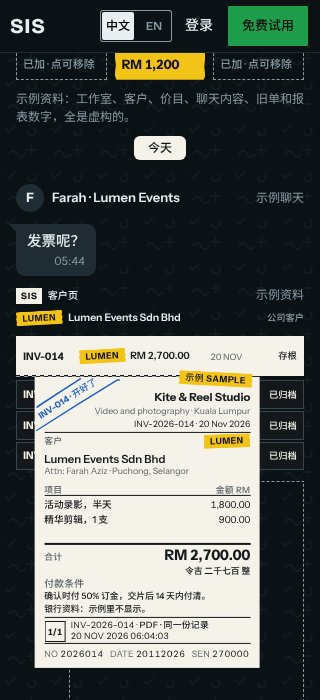 SIS 中文 EN 登录 免费试用
已加·点可移除 RM 1,200 已加·点可移除
示例资料：工作室、客户、价目、聊天内容、旧单和报
表数字，全是虚构的。
今天
F Farah·Lumen Events 示例聊天
发票呢？
05:44
SIS 客户页 示例资料
LUMEN Lumen Events Sdn Bhd 公司客户
INV-014 LUMEN RM 2,700.00 20 NOV 存根
示例 SAMPLE
INV-014·开好了
IN 已归档
IN 已归档
IN 已归档
Kite & Reel Studio
Video and photography·Kuala Lumpur
INV-2026-014·20 Nov 2026
客户 LUMEN
Lumen Events Sdn Bhd
Attn: Farah Aziz·Puchong, Selangor
项目 金额 RM
活动录影，半天 1,800.00
精华剪辑，1 支 900.00
合计 RM 2,700.00
令吉 二千七百 整
付款条件
确认时付 50% 订金，交片后 14 天内付清。
银行资料：示例里不显示。
1/1 INV-2026-014·PDF·同一份记录
20 NOV 2026 06:04:03
NO 2026014 DATE 20112026 SEN 270000